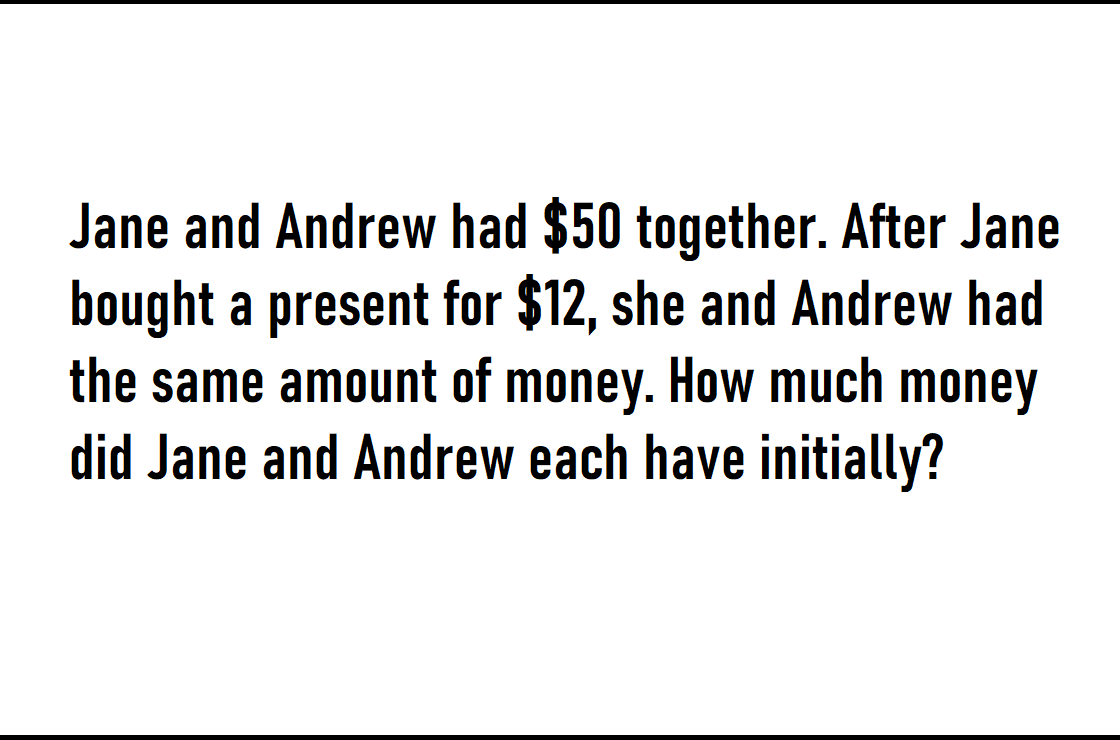 Jane and Andrew had $50 together. After Jane
bought a present for $12, she and Andrew had
the same amount of money. How much money
did Jane and Andrew each have initially?